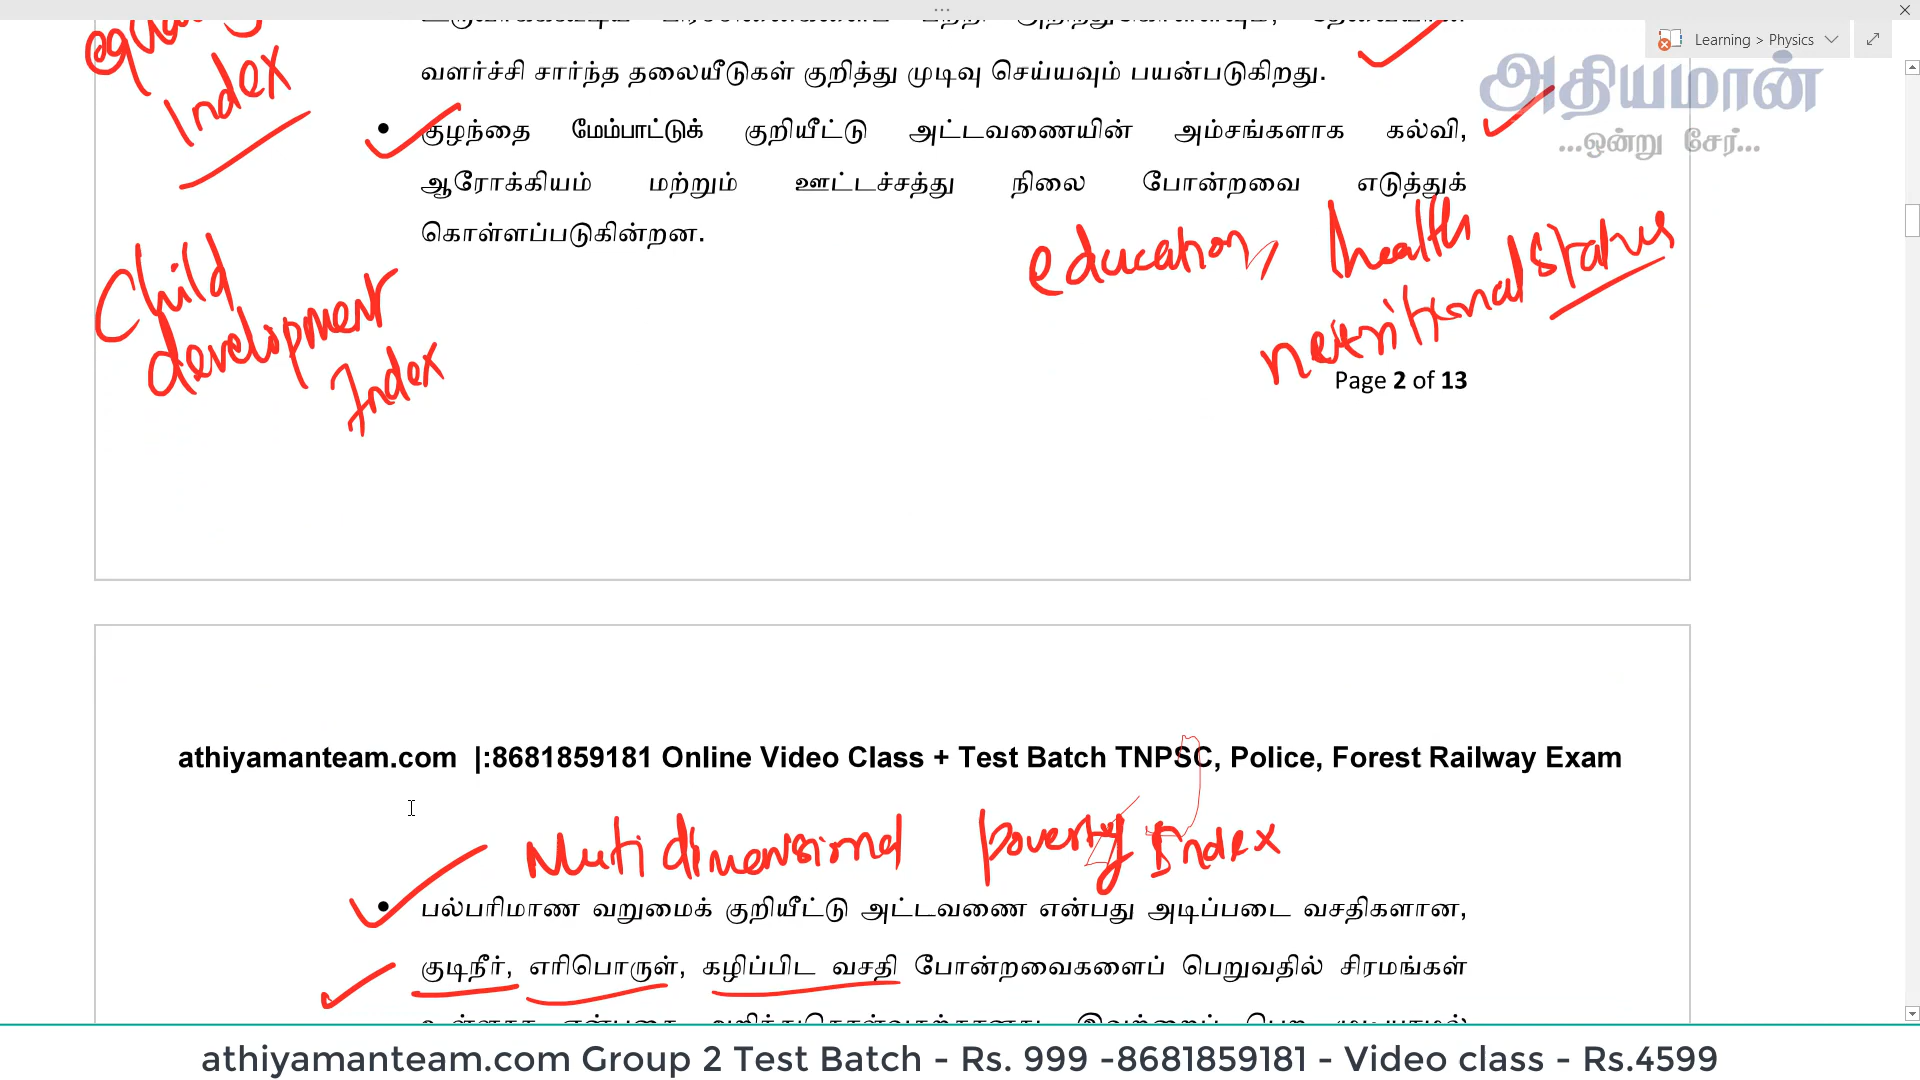 Learning > Physics
Index
வளர்ச்சி சார்ந்த தலையீடுகள் குறித்து முடிவு செய்யவும் பயன்படுகிறது.
அதியமான்
...ஒன்று சேர்...
• குழந்தை மேம்பாட்டுக் குறியீட்டு அட்டவணையின் அம்சங்களாக கல்வி,
ஆரோக்கியம் மற்றும் ஊட்டச்சத்து நிலை போன்றவை எடுத்துக்
கொள்ளப்படுகின்றன.
education, health
nutritional status
Child
development
Index
Page 2 of 13
athiyamanteam.com |:8681859181 Online Video Class + Test Batch TNPSC, Police, Forest Railway Exam
Muti dimensional poverty Index
• பல்பரிமாண வறுமைக் குறியீட்டு அட்டவணை என்பது அடிப்படை வசதிகளான,
குடிநீர், எரிபொருள், கழிப்பிட வசதி போன்றவைகளைப் பெறுவதில் சிரமங்கள்
athiyamanteam.com Group 2 Test Batch - Rs. 999 -8681859181 - Video class - Rs.4599